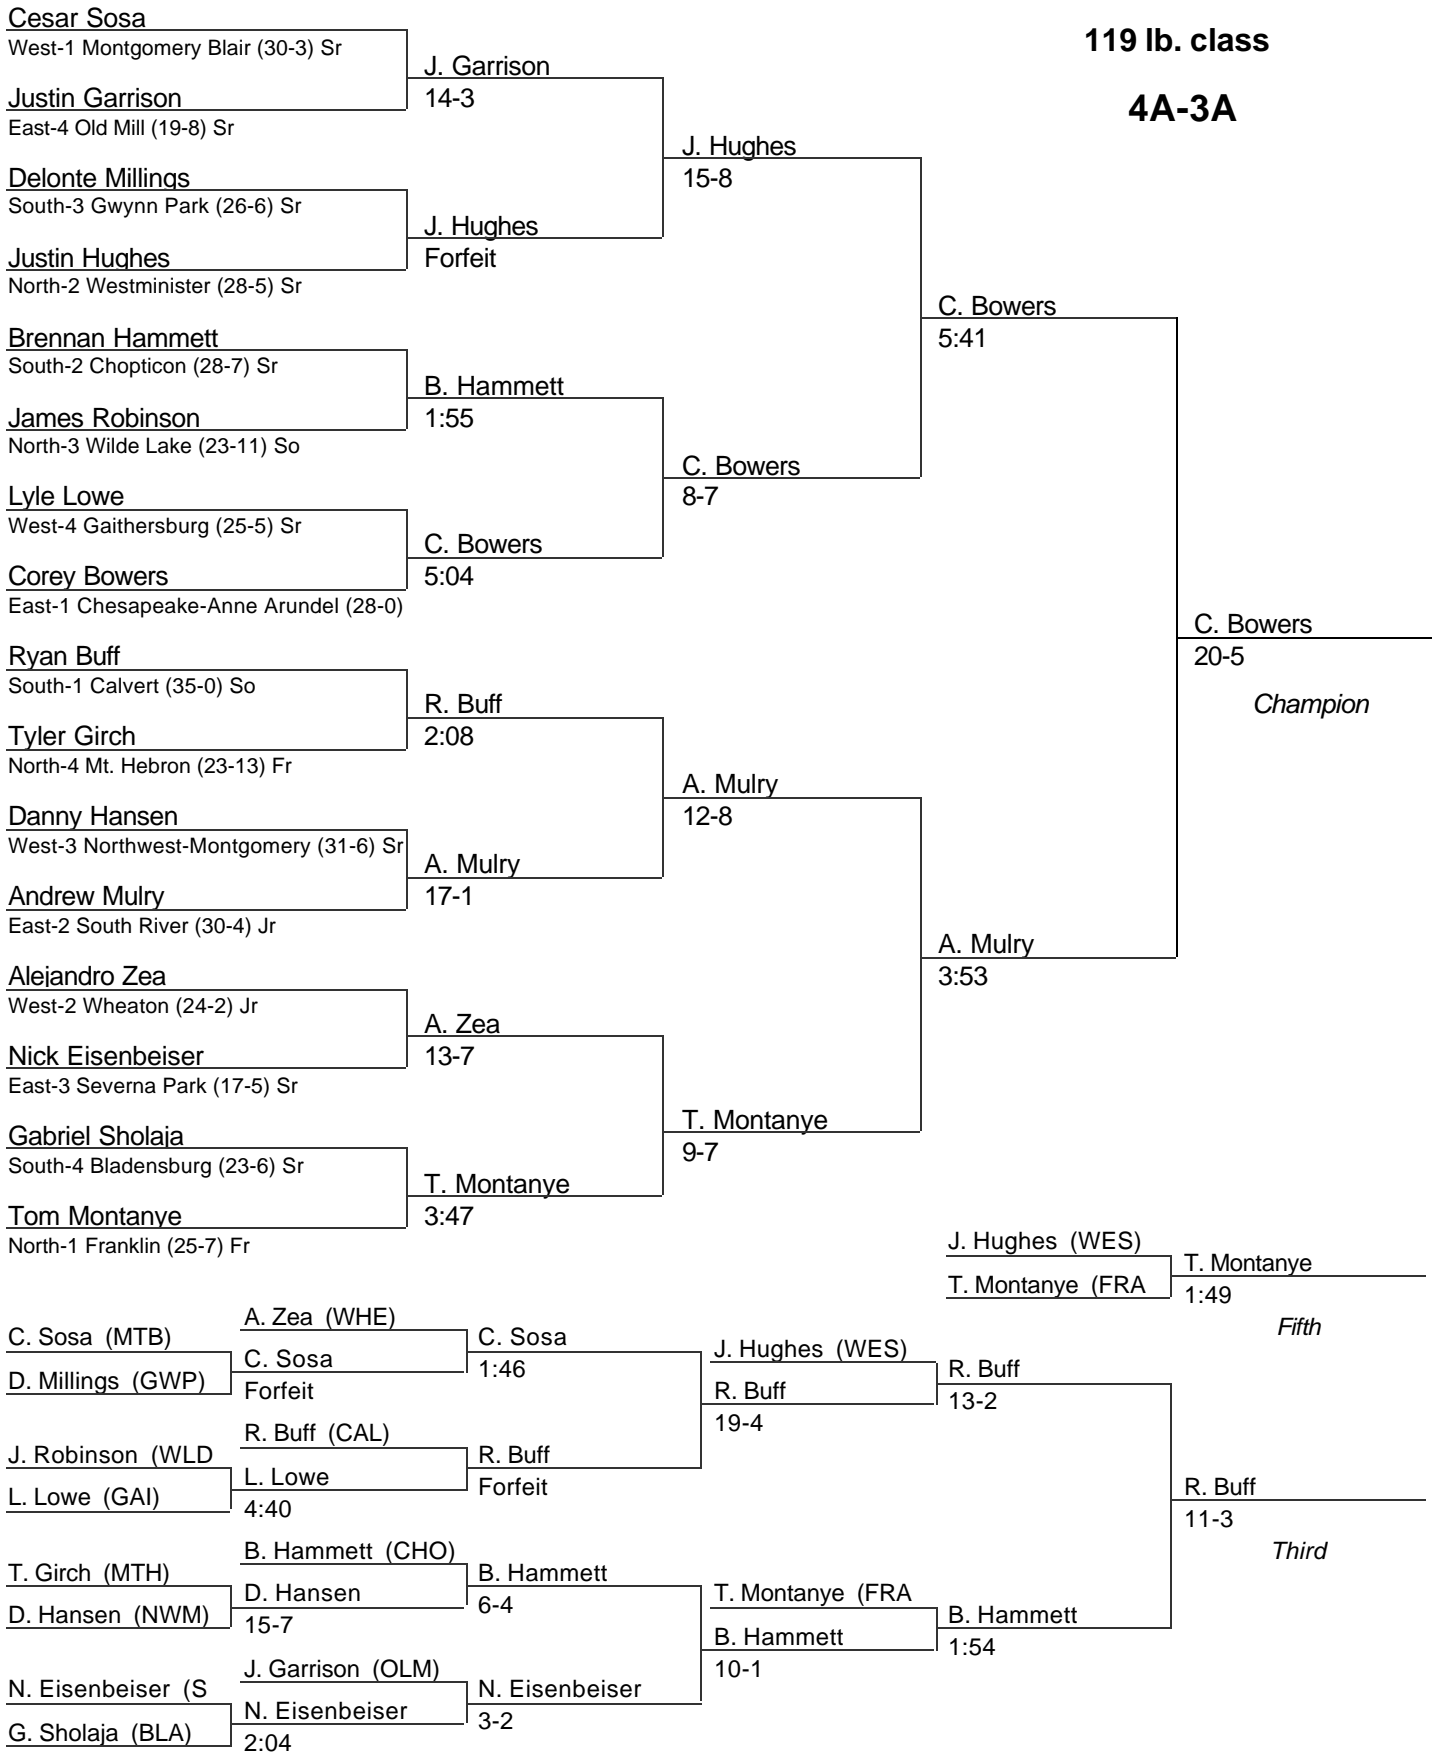 119 lb. class
4A-3A
Cesar Sosa
West-1 Montgomery Blair (30-3) Sr
Justin Garrison
East-4 Old Mill (19-8) Sr
Delonte Millings
South-3 Gwynn Park (26-6) Sr
Justin Hughes
North-2 Westminister (28-5) Sr
Brennan Hammett
South-2 Chopticon (28-7) Sr
James Robinson
North-3 Wilde Lake (23-11) So
Lyle Lowe
West-4 Gaithersburg (25-5) Sr
Corey Bowers
East-1 Chesapeake-Anne Arundel (28-0)
Ryan Buff
South-1 Calvert (35-0) So
Tyler Girch
North-4 Mt. Hebron (23-13) Fr
Danny Hansen
West-3 Northwest-Montgomery (31-6) Sr
Andrew Mulry
East-2 South River (30-4) Jr
Alejandro Zea
West-2 Wheaton (24-2) Jr
Nick Eisenbeiser
East-3 Severna Park (17-5) Sr
Gabriel Sholaja
South-4 Bladensburg (23-6) Sr
Tom Montanye
North-1 Franklin (25-7) Fr
J. Garrison
14-3
J. Hughes
Forfeit
B. Hammett
1:55
C. Bowers
5:04
R. Buff
2:08
A. Mulry
17-1
A. Zea
13-7
T. Montanye
3:47
J. Hughes
15-8
C. Bowers
8-7
A. Mulry
12-8
T. Montanye
9-7
C. Bowers
5:41
A. Mulry
3:53
C. Bowers
20-5
Champion
J. Hughes (WES)
T. Montanye (FRA
T. Montanye
1:49
Fifth
C. Sosa (MTB)
D. Millings (GWP)
J. Robinson (WLD
L. Lowe (GAI)
T. Girch (MTH)
D. Hansen (NWM)
N. Eisenbeiser (S
G. Sholaja (BLA)
A. Zea (WHE)
C. Sosa
Forfeit
R. Buff (CAL)
L. Lowe
4:40
B. Hammett (CHO)
D. Hansen
15-7
J. Garrison (OLM)
N. Eisenbeiser
2:04
C. Sosa
1:46
R. Buff
Forfeit
B. Hammett
6-4
N. Eisenbeiser
3-2
J. Hughes (WES)
R. Buff
19-4
T. Montanye (FRA
B. Hammett
10-1
R. Buff
13-2
B. Hammett
1:54
R. Buff
11-3
Third